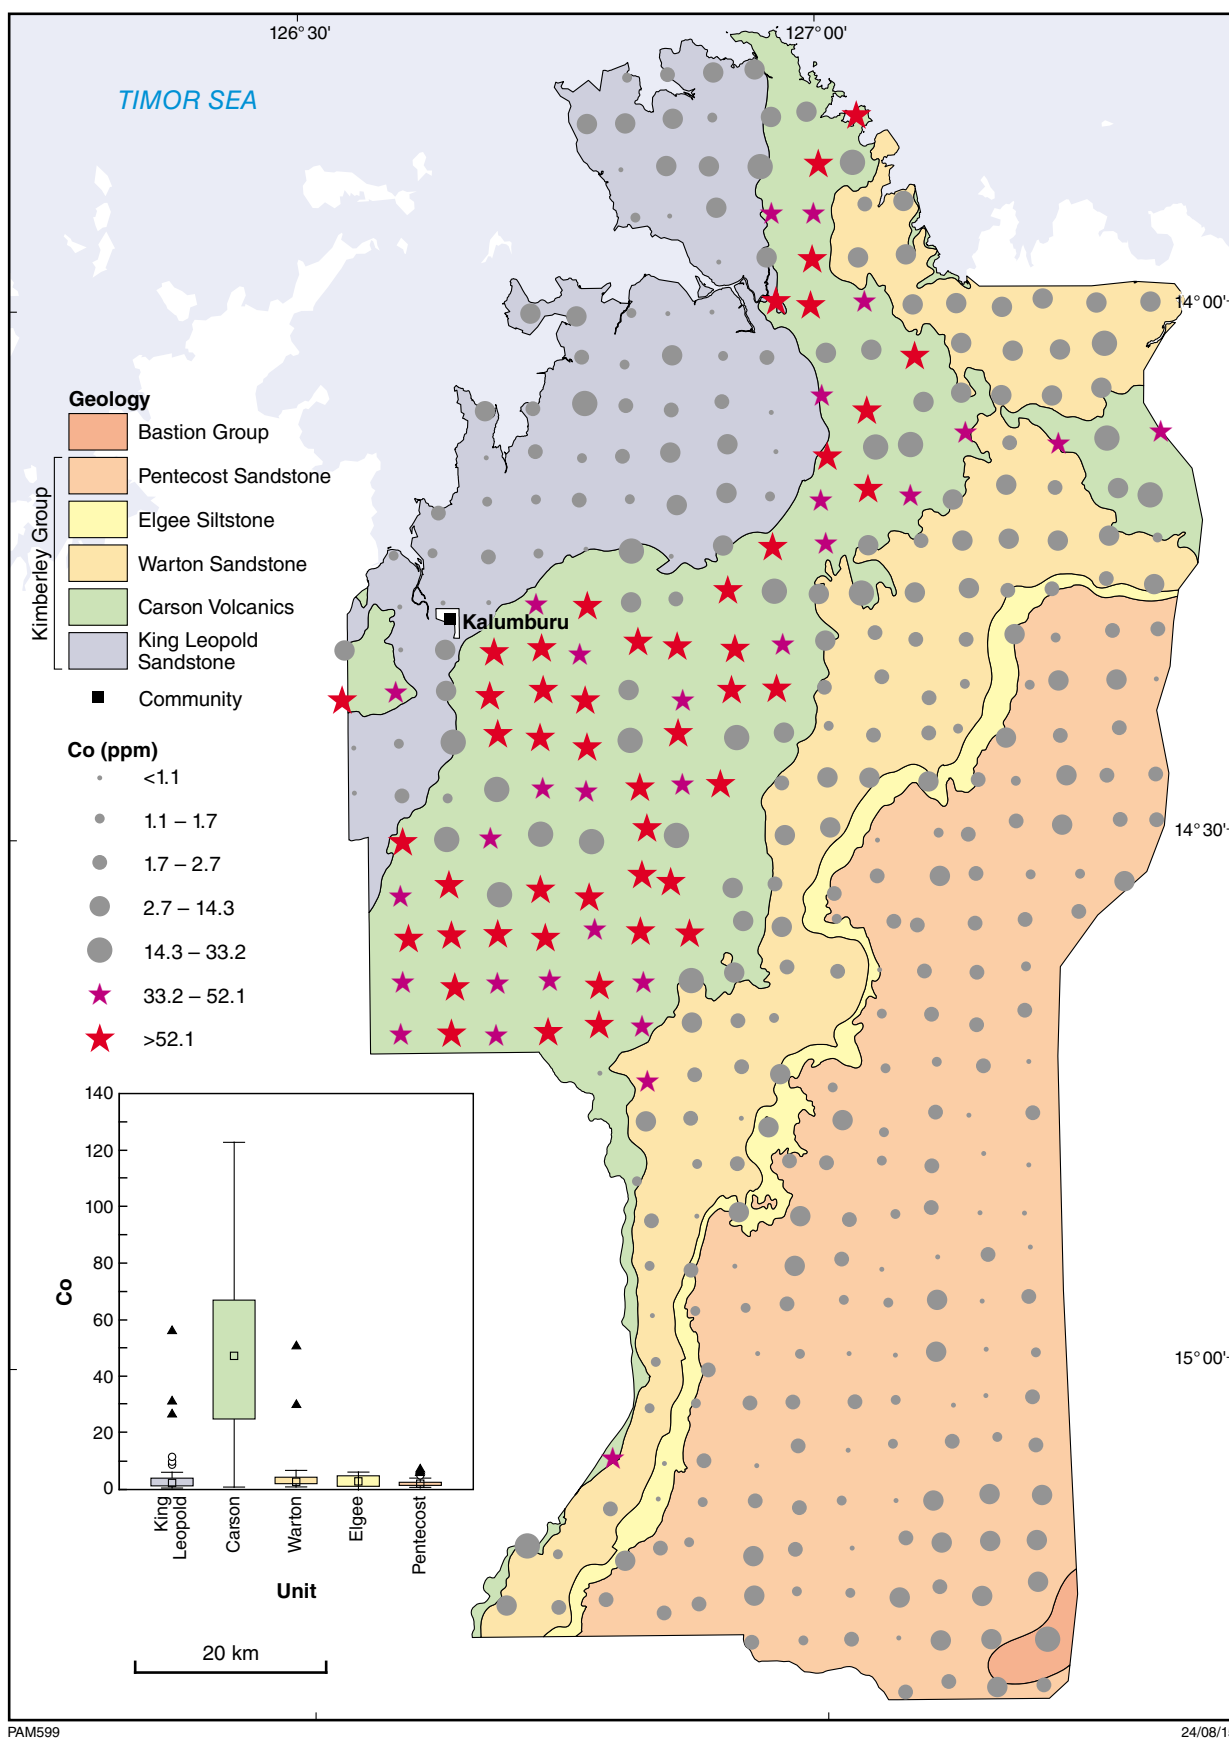 126° 30'
127° 00'
TIMOR SEA
14° 00'
Geology
Bastion Group
Pentecost Sandstone
Elgee Siltstone
Warton Sandstone
Carson Volcanics
King Leopold
Sandstone
Kimberley Group
Community
Kalumburu
Co (ppm)
<1.1
1.1 – 1.7
1.7 – 2.7
2.7 – 14.3
14.3 – 33.2
33.2 – 52.1
>52.1
14° 30'
140
120
100
80
60
40
20
0
Co
King
Leopold
Carson
Warton
Elgee
Pentecost
Unit
15° 00'
20 km
PAM599